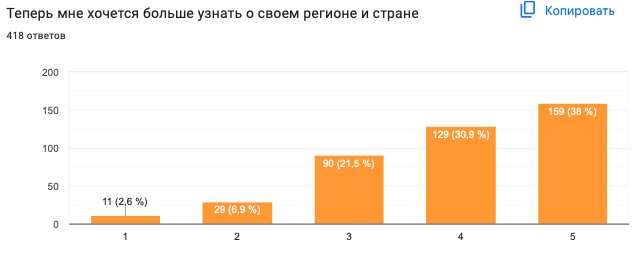 Теперь мне хочется больше узнать о своем регионе и стране
Копировать
418 ответов
200
150
100
50
0
11 (2,6 %)
29 (6,9 %)
90 (21,5 %)
129 (30,9 %)
159 (38 %)
1 2 3 4 5